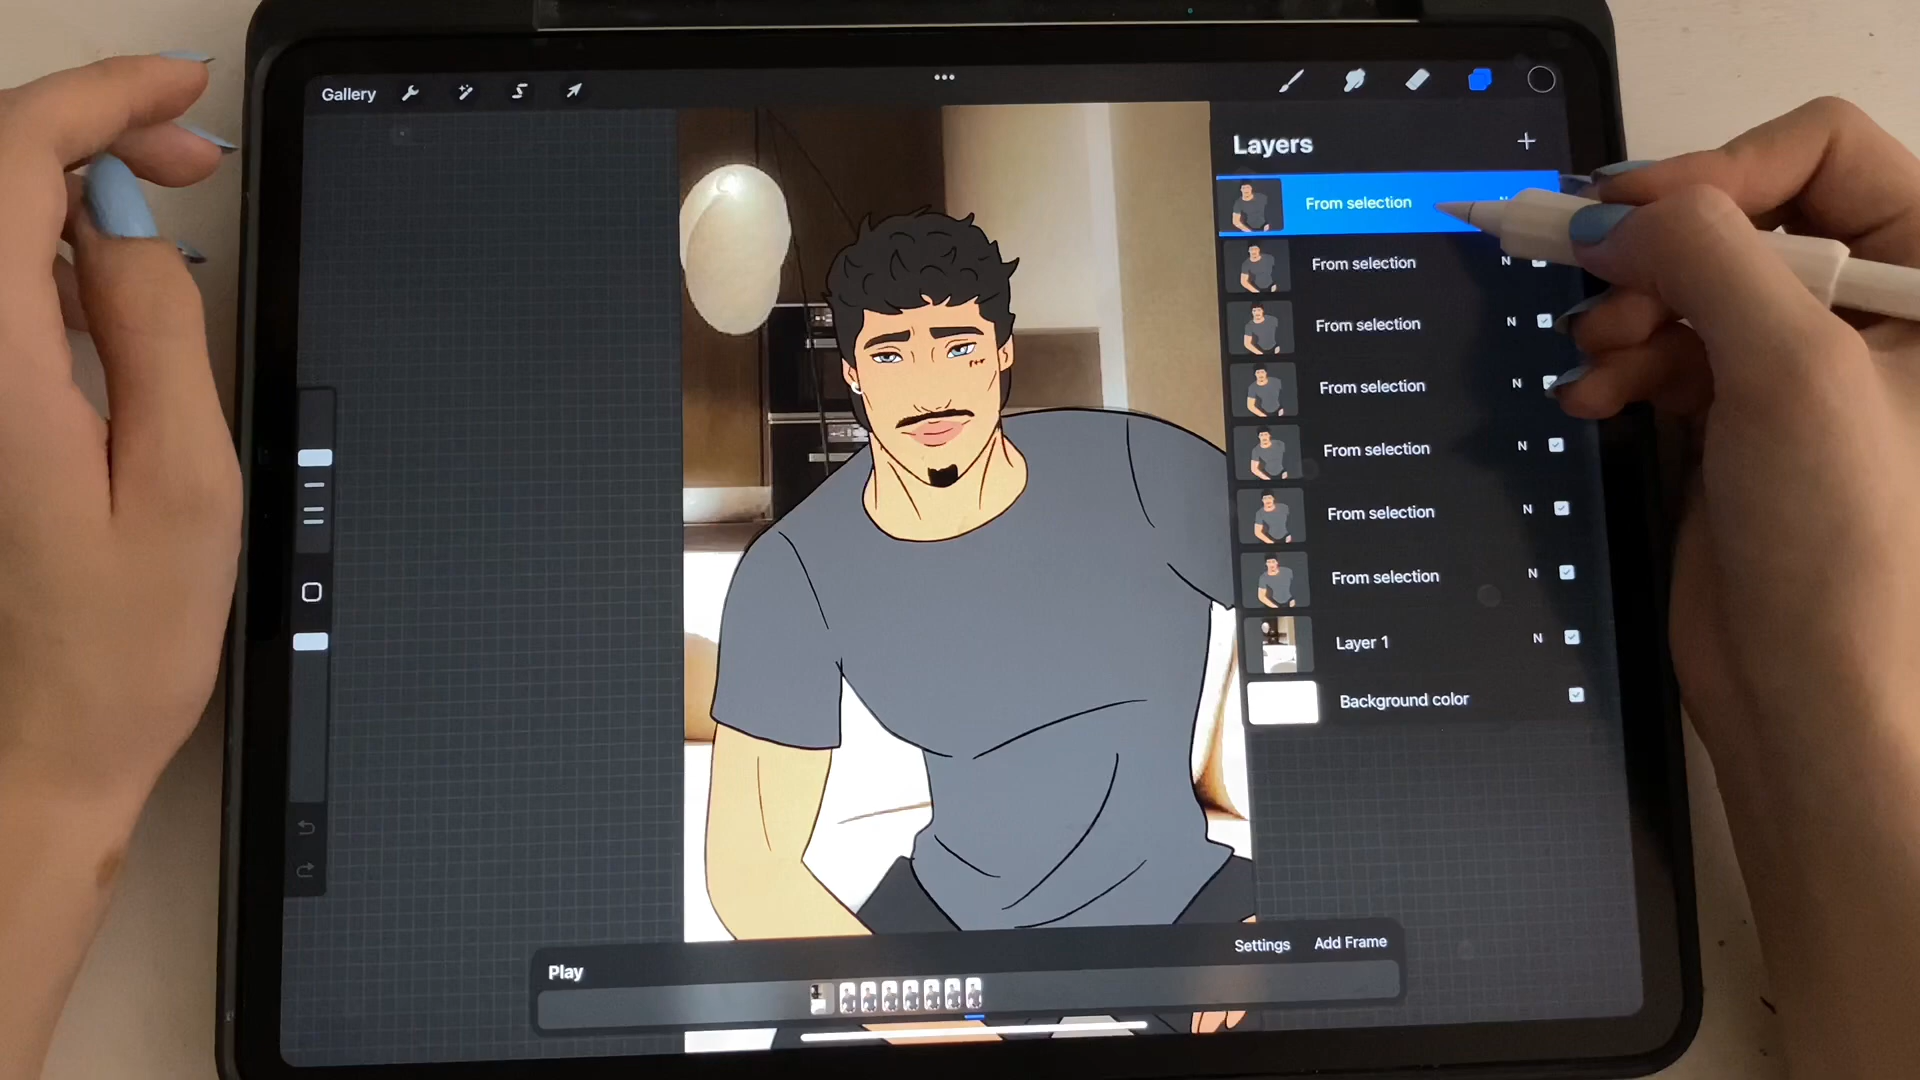 Gallery
Layers
From selection
From selection N
From selection N
From selection N
From selection N
From selection N
From selection N
Layer 1 N
Background color
Settings Add Frame
Play